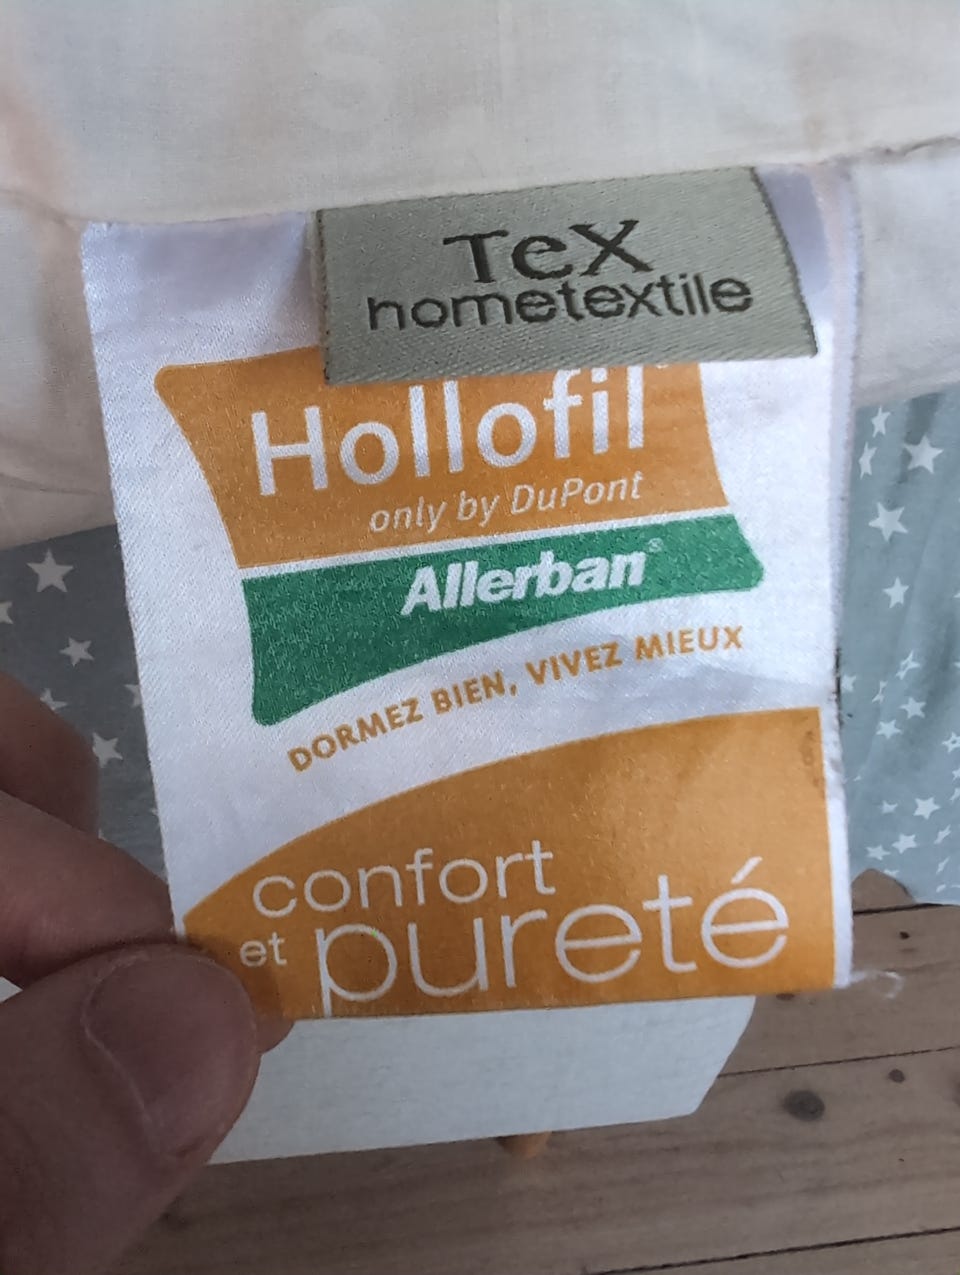 TeX
hometextile
Hollofil
only by DuPont
Allerban®
DORMEZ BIEN, VIVEZ MIEUX
confort
et pureté